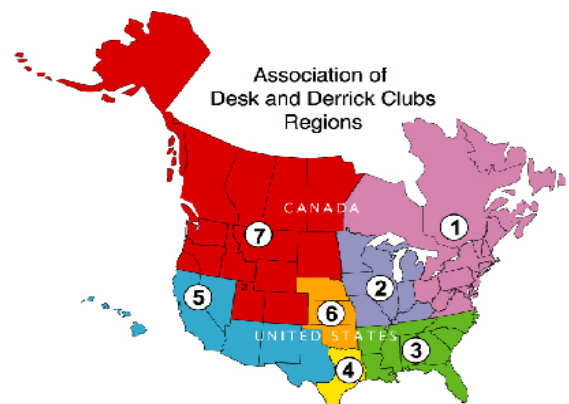 Association of
Desk and Derrick Clubs
Regions
CANADA
1
7
2
5
6
UNITED STATES
3
4